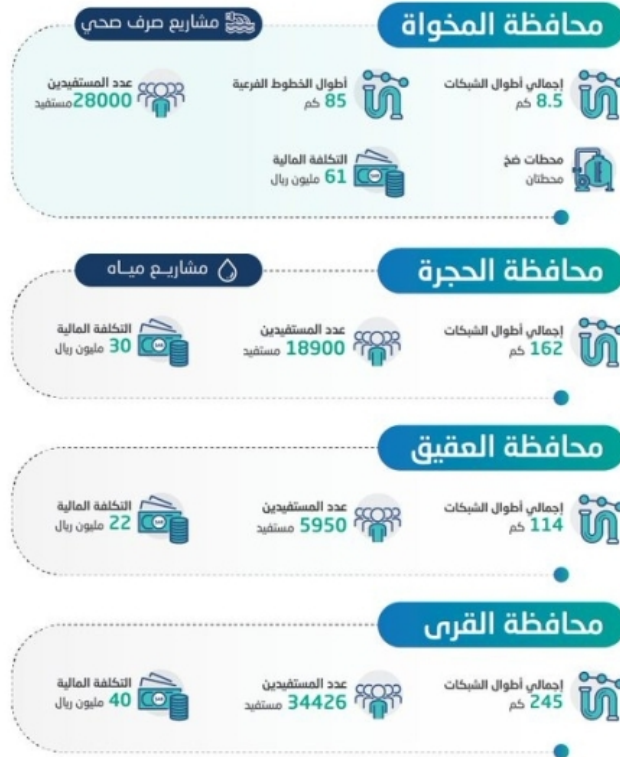 محافظة المخواة
مشاريع صرف صحي
إجمالي أطوال الشبكات
8.5 كم
أطوال الخطوط الفرعية
85 كم
عدد المستفيدين
28000 مستفيد
محطات ضخ
محطتان
التكلفة المالية
61 مليون ريال
محافظة الحجرة
مشاريع مياه
إجمالي أطوال الشبكات
162 كم
عدد المستفيدين
18900 مستفيد
التكلفة المالية
30 مليون ريال
محافظة العقيق
إجمالي أطوال الشبكات
114 كم
عدد المستفيدين
5950 مستفيد
التكلفة المالية
22 مليون ريال
محافظة القرى
إجمالي أطوال الشبكات
245 كم
عدد المستفيدين
34426 مستفيد
التكلفة المالية
40 مليون ريال